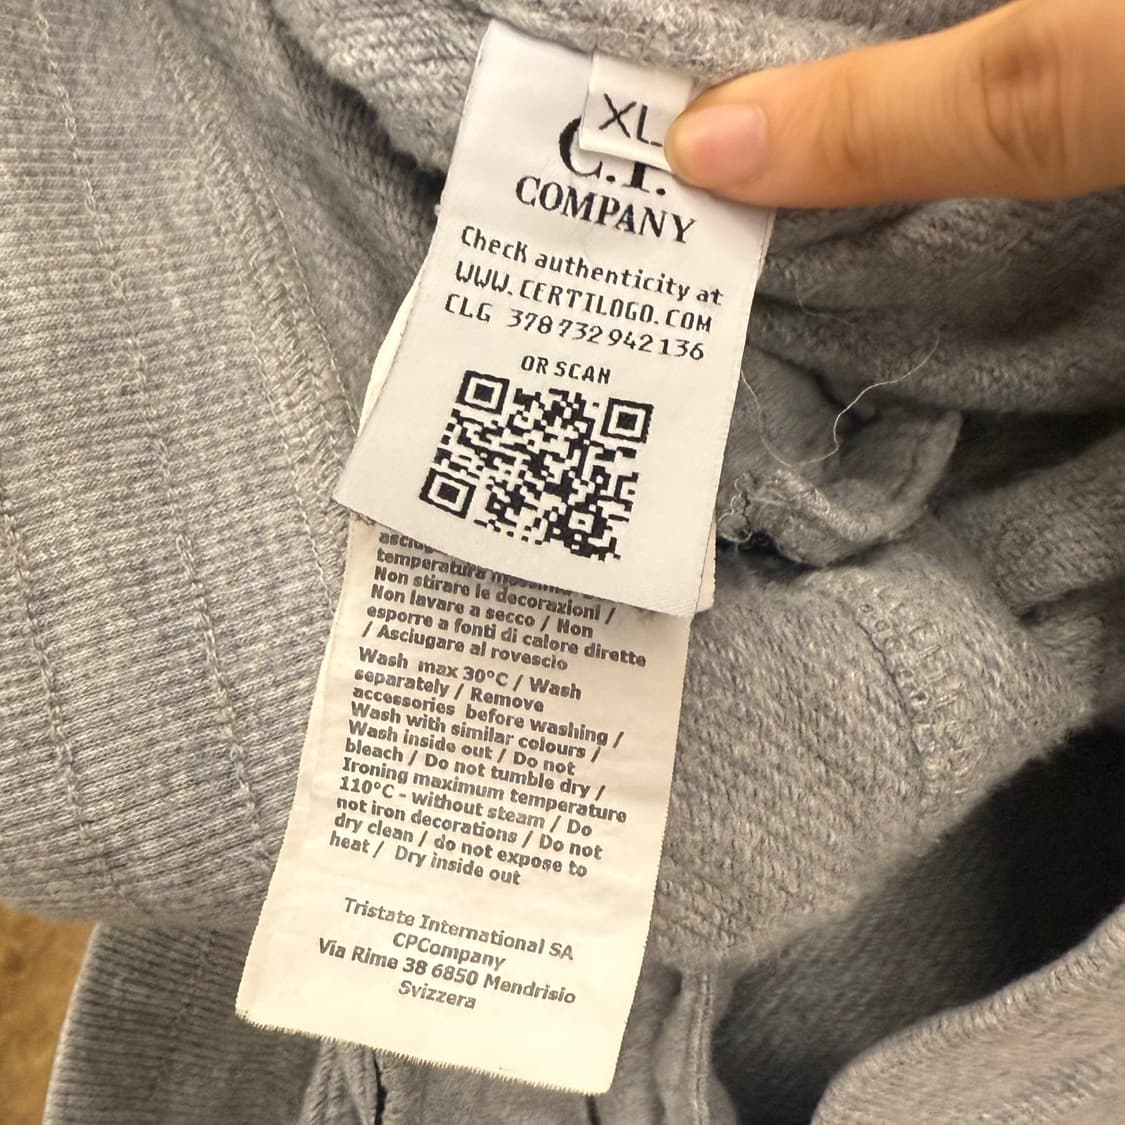 XL
C.P.
COMPANY
Check authenticity at
WWW.CERTILOGO.COM
CLG 378 732 942 136
OR SCAN
temperatura
Non stirare le decorazioni /
Non lavare a secco / Non
esporre a fonti di calore dirette
/ Asciugare al rovescio
Wash max 30°C / Wash
separately / Remove
accessories before washing /
Wash with similar colours /
Wash inside out / Do not
bleach / Do not tumble dry /
Ironing maximum temperature
110°C - without steam / Do
not iron decorations / Do not
dry clean / do not expose to
heat / Dry inside out
Tristate International SA
CPCompany
Via Rime 38 6850 Mendrisio
Svizzera